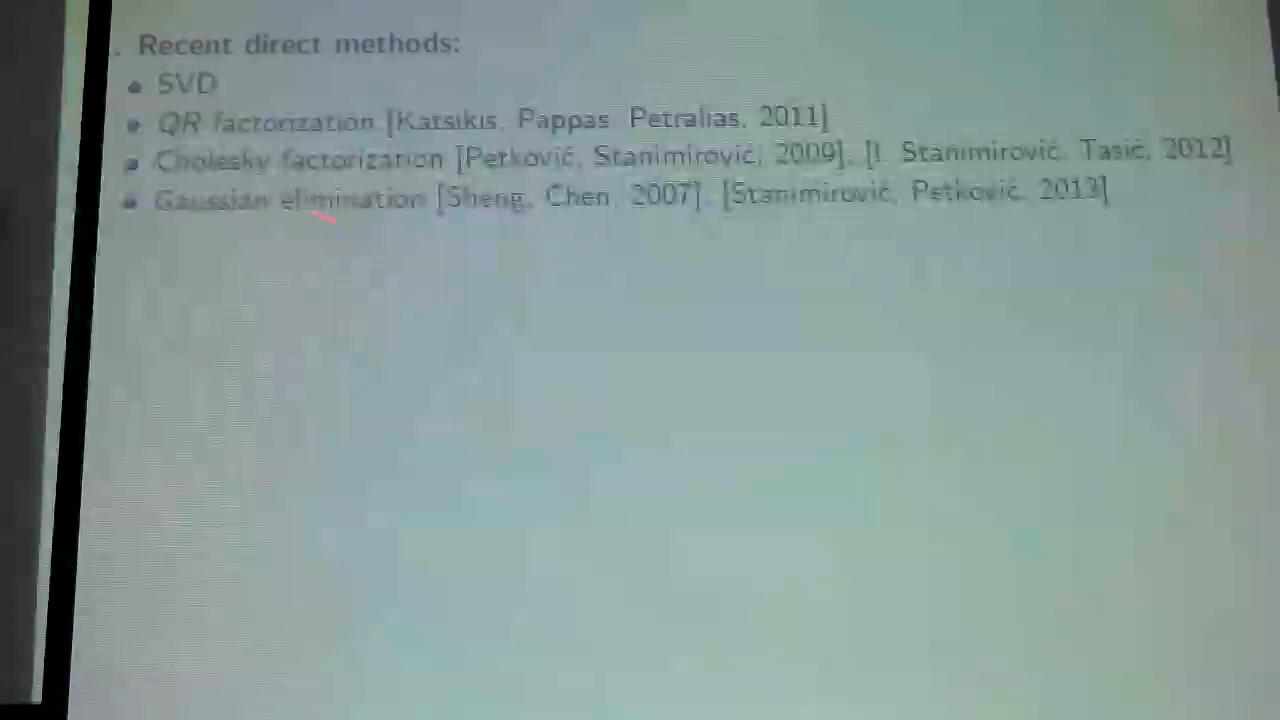 . Recent direct methods:
• SVD
• QR factorization [Katsikis, Pappas, Petralias, 2011]
• Cholesky factorization [Petković, Stanimirović, 2009], [I. Stanimirović, Tasić, 2012]
• Gaussian elimination [Sheng, Chen, 2007], [Stanimirović, Petković, 2013]